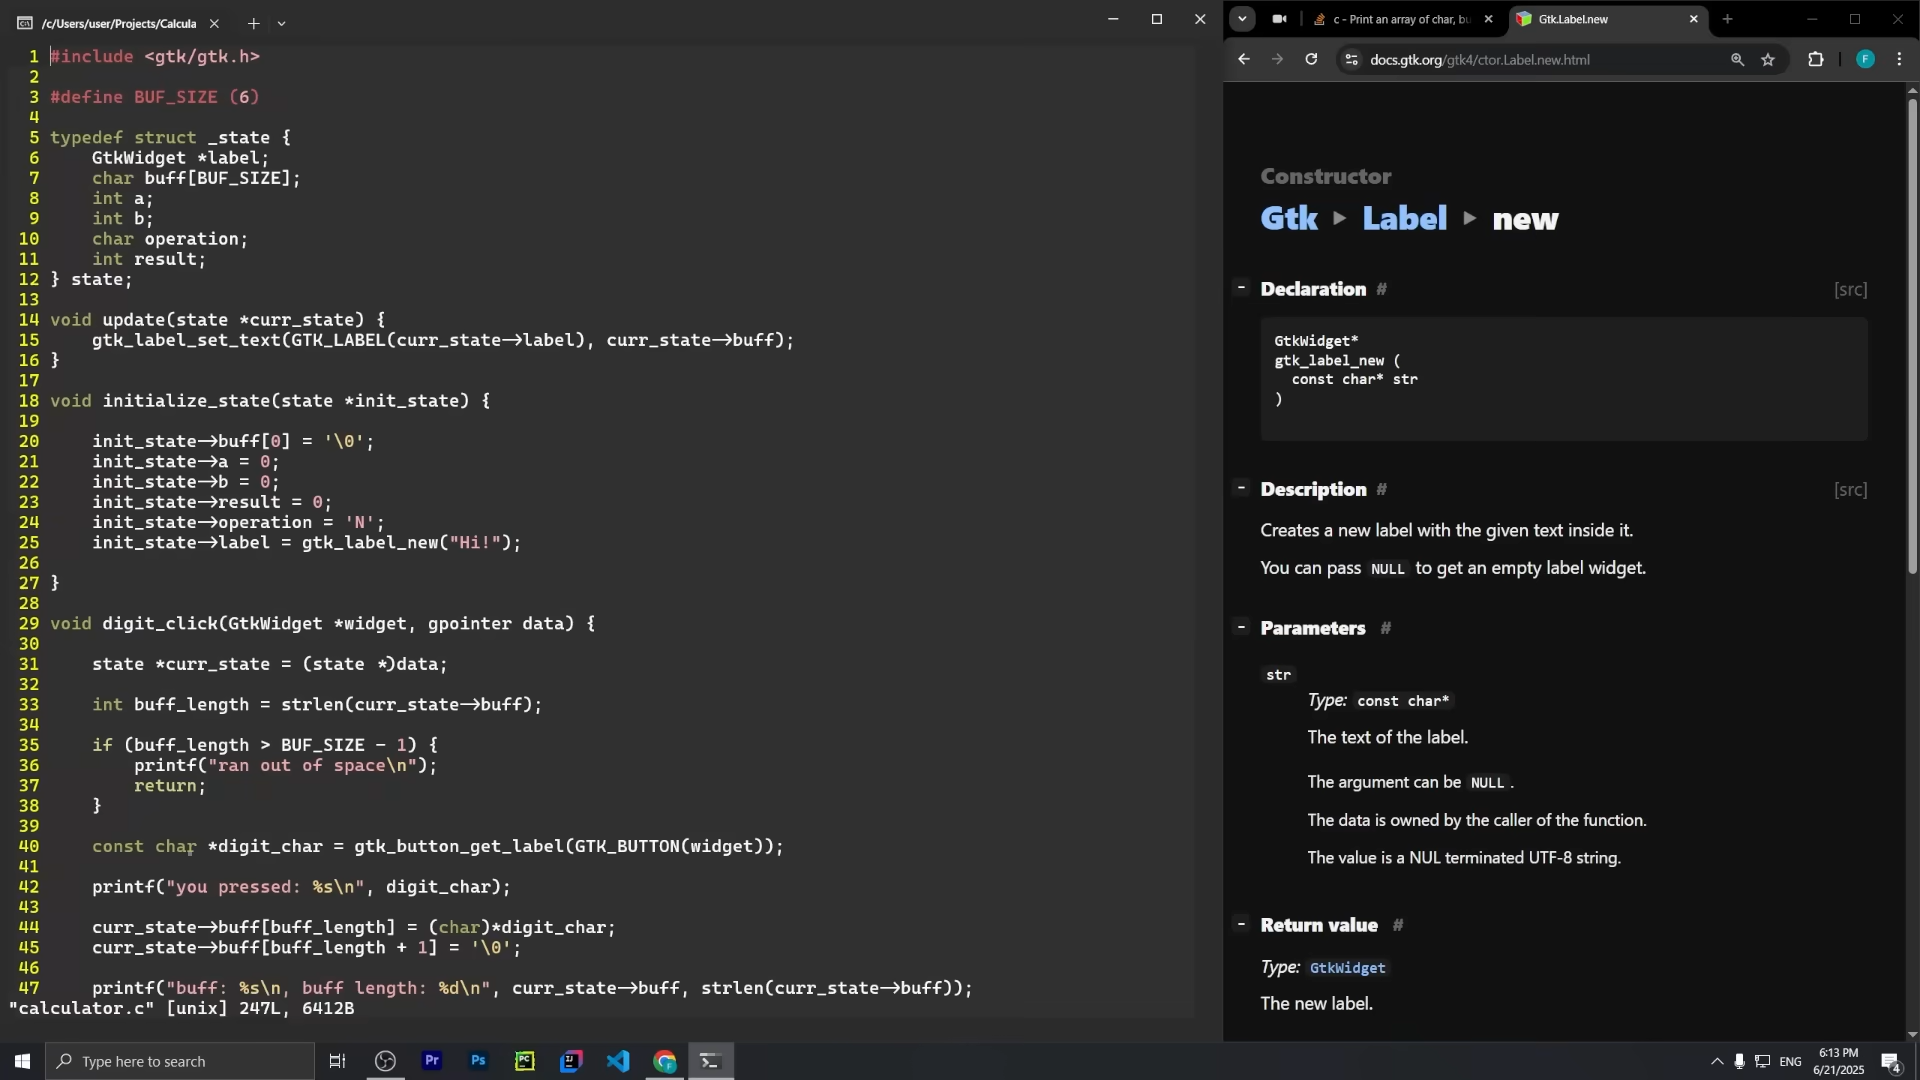 /c/Users/user/Projects/Calcula
1 #include <gtk/gtk.h>
2
3 #define BUF_SIZE (6)
4
5 typedef struct _state {
6 GtkWidget *label;
7 char buff[BUF_SIZE];
8 int a;
9 int b;
10 char operation;
11 int result;
12 } state;
13
14 void update(state *curr_state) {
15 gtk_label_set_text(GTK_LABEL(curr_state->label), curr_state->buff);
16 }
17
18 void initialize_state(state *init_state) {
19
20 init_state->buff[0] = '\0';
21 init_state->a = 0;
22 init_state->b = 0;
23 init_state->result = 0;
24 init_state->operation = 'N';
25 init_state->label = gtk_label_new("Hi!");
26
27 }
28
29 void digit_click(GtkWidget *widget, gpointer data) {
30
31 state *curr_state = (state *)data;
32
33 int buff_length = strlen(curr_state->buff);
34
35 if (buff_length > BUF_SIZE - 1) {
36 printf("ran out of space\n");
37 return;
38 }
39
40 const char *digit_char = gtk_button_get_label(GTK_BUTTON(widget));
41
42 printf("you pressed: %s\n", digit_char);
43
44 curr_state->buff[buff_length] = (char)*digit_char;
45 curr_state->buff[buff_length + 1] = '\0';
46
47 printf("buff: %s\n, buff length: %d\n", curr_state->buff, strlen(curr_state->buff));
"calculator.c" [unix] 247L, 6412B
c - Print an array of char, bu
Gtk.Label.new
docs.gtk.org/gtk4/ctor.Label.new.html
F
Constructor
Gtk ▸ Label ▸ new
- Declaration # [src]
GtkWidget*
gtk_label_new (
const char* str
)
- Description # [src]
Creates a new label with the given text inside it.
You can pass NULL to get an empty label widget.
- Parameters #
str
Type: const char*
The text of the label.
The argument can be NULL.
The data is owned by the caller of the function.
The value is a NUL terminated UTF-8 string.
- Return value #
Type: GtkWidget
The new label.
Type here to search
Pr
Ps
PC
IJ
ENG
6:13 PM
6/21/2025
4